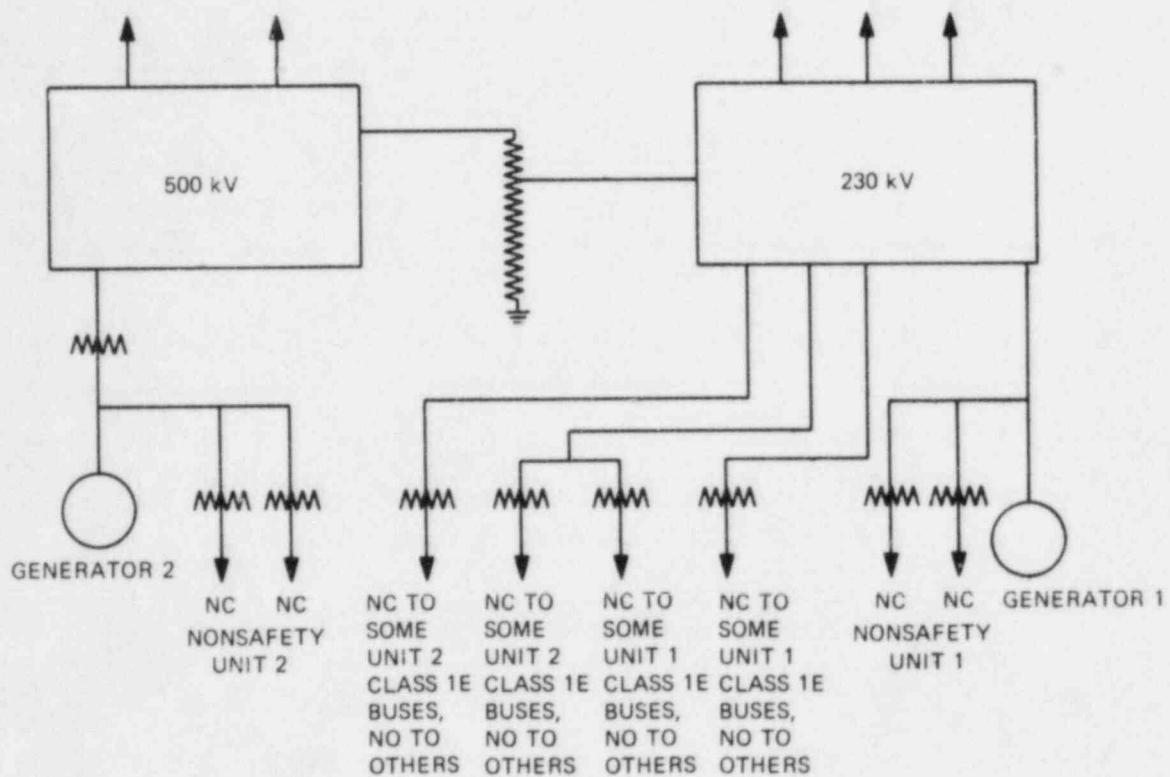 500 kV
230 kV
GENERATOR 2
NC NC
NONSAFETY
UNIT 2
NC TO
SOME
UNIT 2
CLASS 1E
BUSES,
NO TO
OTHERS
NC TO
SOME
UNIT 2
CLASS 1E
BUSES,
NO TO
OTHERS
NC TO
SOME
UNIT 1
CLASS 1E
BUSES,
NO TO
OTHERS
NC TO
SOME
UNIT 1
CLASS 1E
BUSES,
NO TO
OTHERS
NC NC
NONSAFETY
UNIT 1
GENERATOR 1